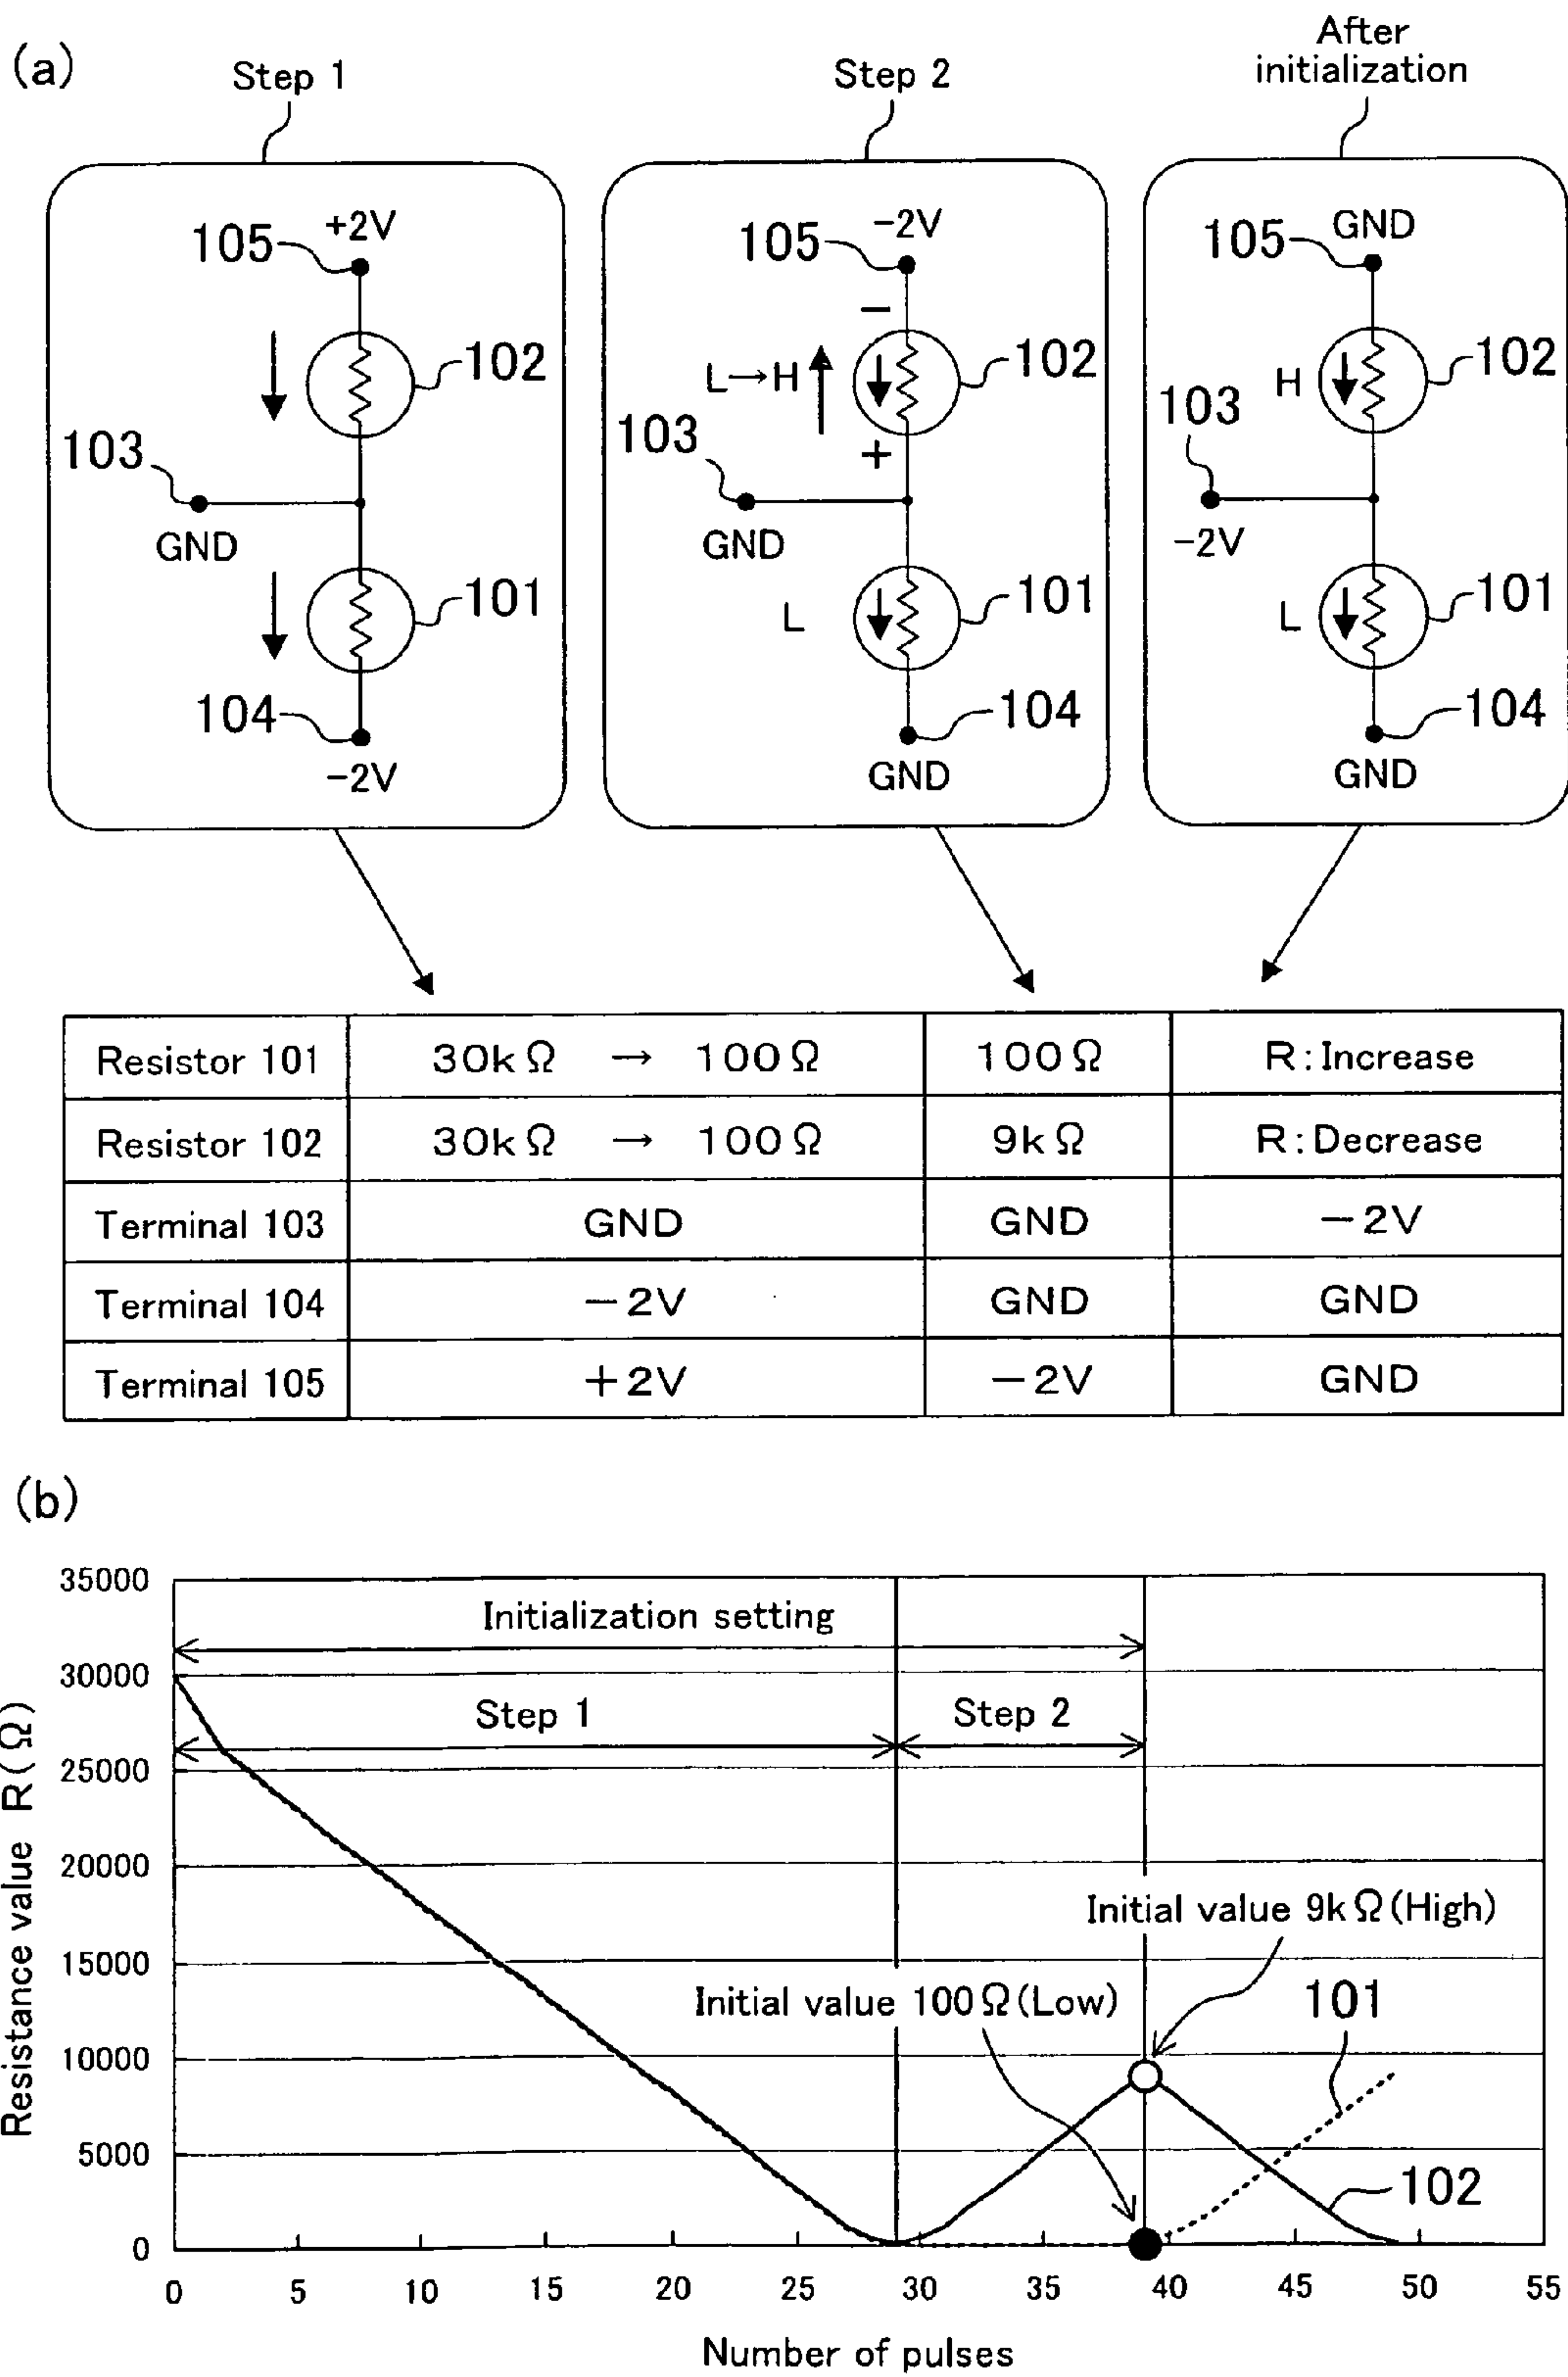 (a)
Step 1
Step 2
After
initialization
+2V
105
102
103
GND
101
104
-2V
-2V
105
−
L→H
102
+
103
GND
L
101
104
GND
GND
105
H
102
103
-2V
L
101
104
GND
Resistor 101 30kΩ → 100Ω 100Ω R:Increase
Resistor 102 30kΩ → 100Ω 9kΩ R:Decrease
Terminal 103 GND GND −2V
Terminal 104 −2V GND GND
Terminal 105 +2V −2V GND
(b)
Resistance value R(Ω)
35000
30000
25000
20000
15000
10000
5000
0
Initialization setting
Step 1
Step 2
Initial value 9kΩ(High)
Initial value 100Ω(Low)
101
102
0 5 10 15 20 25 30 35 40 45 50 55
Number of pulses